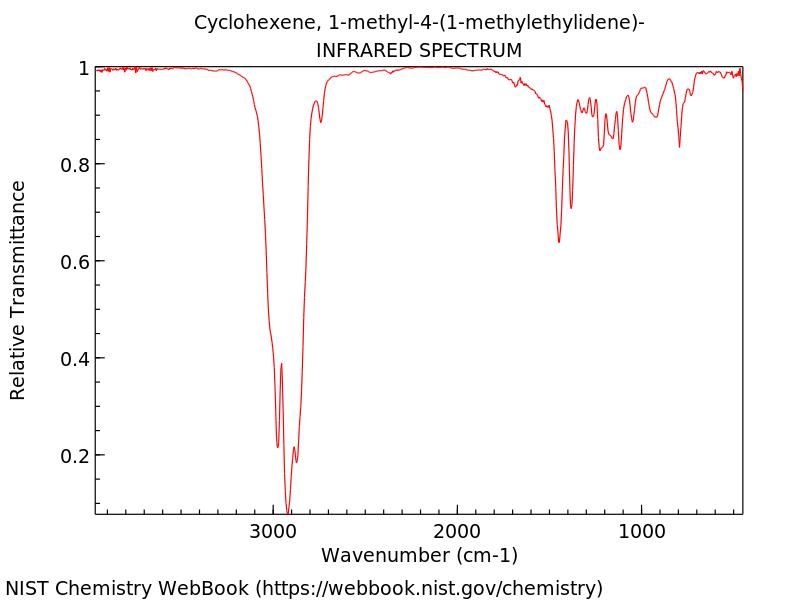 Cyclohexene, 1-methyl-4-(1-methylethylidene)-
INFRARED SPECTRUM
1
0.8
0.6
0.4
0.2
Relative Transmittance
3000 2000 1000
Wavenumber (cm-1)
NIST Chemistry WebBook (https://webbook.nist.gov/chemistry)